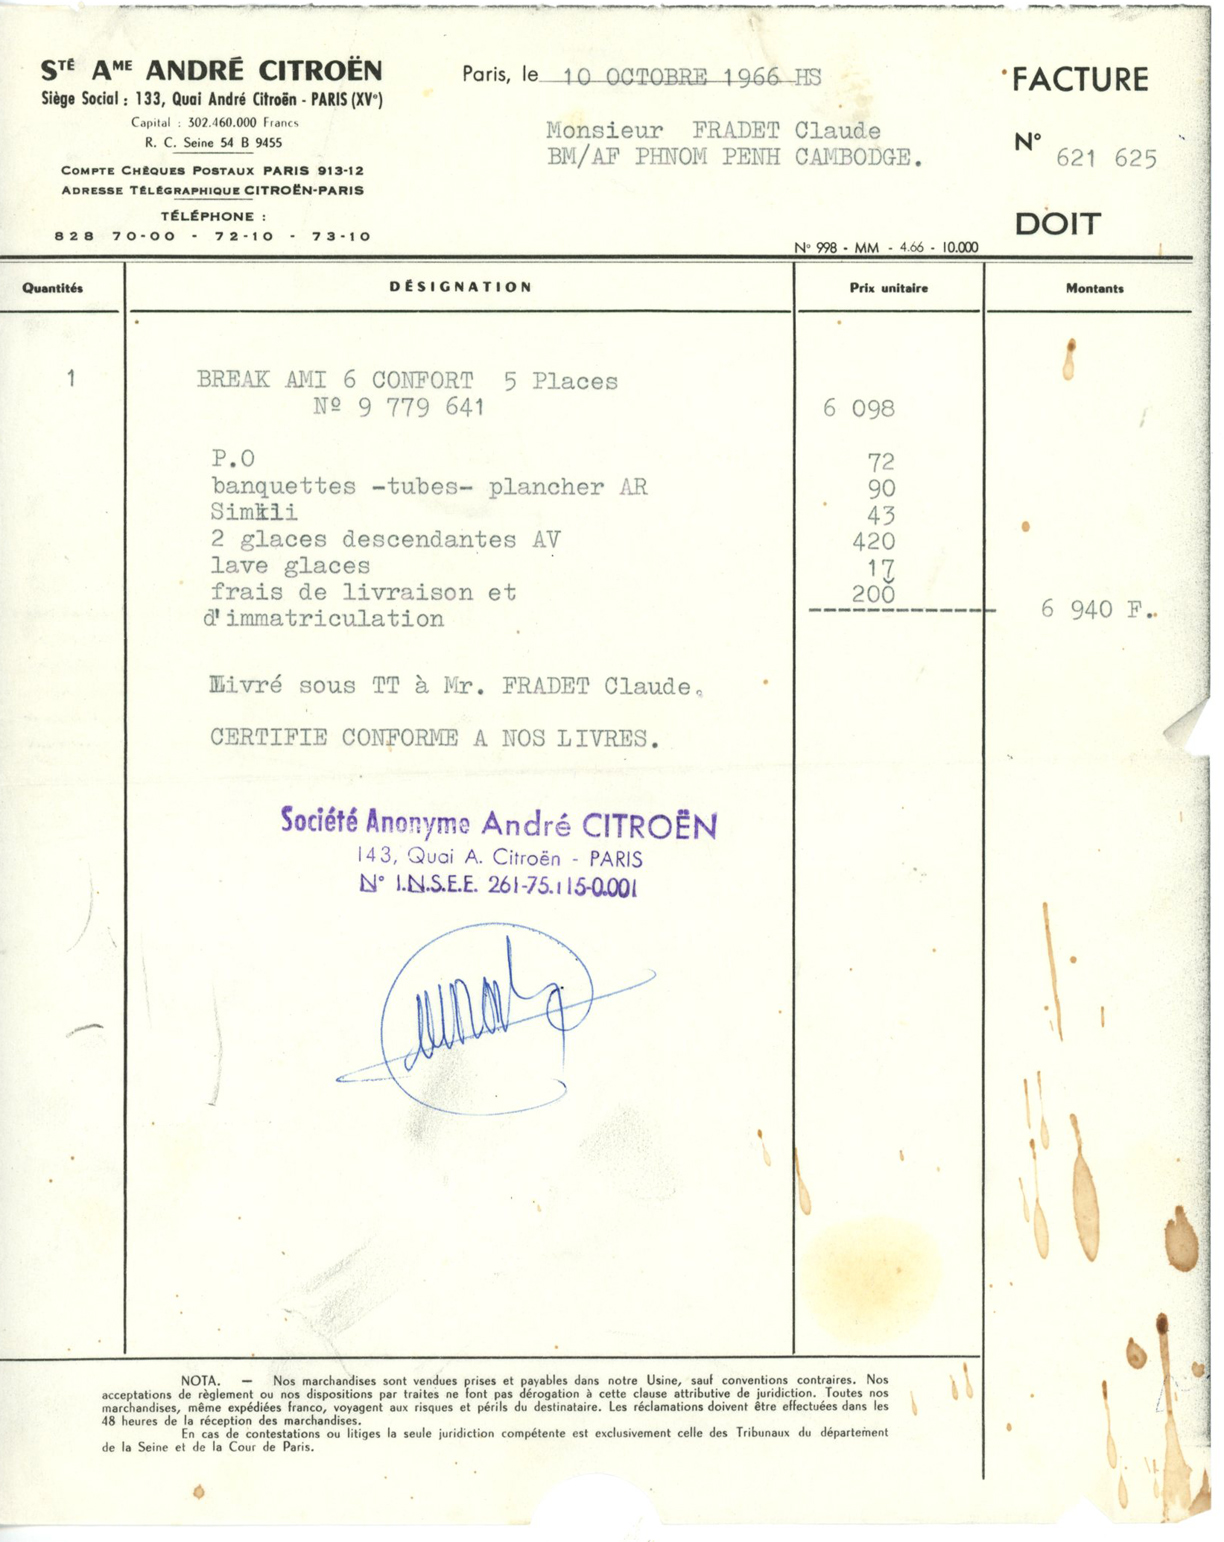 STÉ AME ANDRÉ CITROËN
Siège Social : 133, Quai André Citroën - PARIS (XVe)
Capital : 302.460.000 Francs
R. C. Seine 54 B 9455
COMPTE CHÈQUES POSTAUX PARIS 913-12
ADRESSE TÉLÉGRAPHIQUE CITROËN-PARIS
TÉLÉPHONE :
828 70-00 - 72-10 - 73-10
Paris, le 10 OCTOBRE 1966 HS
Monsieur FRADET Claude
BM/AF PHNOM PENH CAMBODGE.
FACTURE
N° 621 625
DOIT
N° 998 - MM - 4.66 - 10.000
Quantités DÉSIGNATION Prix unitaire Montants
1 BREAK AMI 6 CONFORT 5 Places
Nº 9 779 641 6 098
P.O 72
banquettes -tubes- plancher AR 90
Simili 43
2 glaces descendantes AV 420
lave glaces 17
frais de livraison et 200
d'immatriculation 6 940 F.
Livré sous TT à Mr. FRADET Claude.
CERTIFIE CONFORME A NOS LIVRES.
Société Anonyme André CITROËN
143, Quai A. Citroën - PARIS
N° I.N.S.E.E. 261-75.115-0.001
NOTA. — Nos marchandises sont vendues prises et payables dans notre Usine, sauf conventions contraires. Nos
acceptations de règlement ou nos dispositions par traites ne font pas dérogation à cette clause attributive de juridiction. Toutes nos
marchandises, même expédiées franco, voyagent aux risques et périls du destinataire. Les réclamations doivent être effectuées dans les
48 heures de la réception des marchandises.
En cas de contestations ou litiges la seule juridiction compétente est exclusivement celle des Tribunaux du département
de la Seine et de la Cour de Paris.